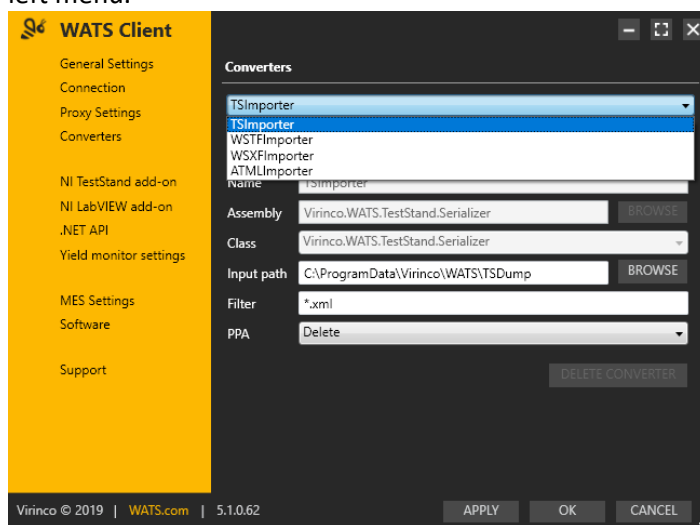 left menu.
WATS Client
General Settings
Connection
Proxy Settings
Converters
NI TestStand add-on
NI LabVIEW add-on
.NET API
Yield monitor settings
MES Settings
Software
Support
Converters
TSImporter
TSImporter
WSTFImporter
WSXFImporter
ATMLImporter
Name TSImporter
Assembly Virinco.WATS.TestStand.Serializer BROWSE
Class Virinco.WATS.TestStand.Serializer
Input path C:\ProgramData\Virinco\WATS\TSDump BROWSE
Filter *.xml
PPA Delete
DELETE CONVERTER
Virinco © 2019 | WATS.com | 5.1.0.62 APPLY OK CANCEL